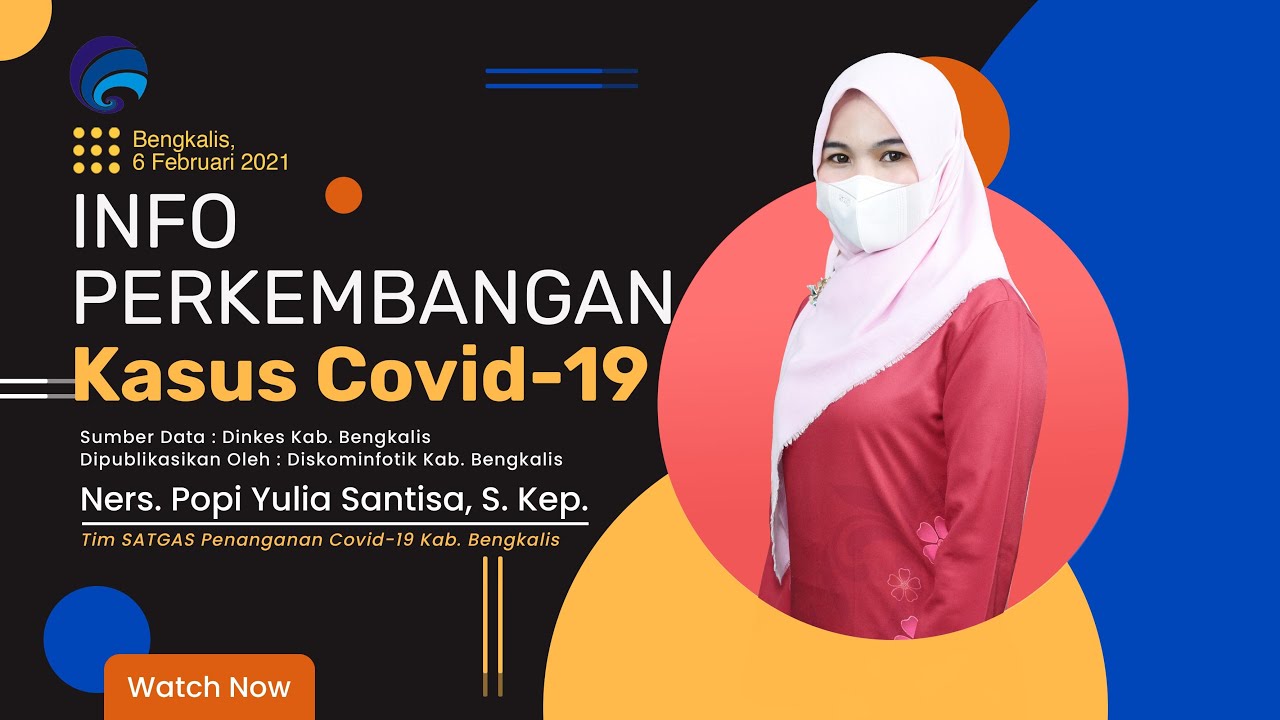 Bengkalis,
6 Februari 2021
INFO
PERKEMBANGAN
Kasus Covid-19
Sumber Data : Dinkes Kab. Bengkalis
Dipublikasikan Oleh : Diskominfotik Kab. Bengkalis
Ners. Popi Yulia Santisa, S. Kep.
Tim SATGAS Penanganan Covid-19 Kab. Bengkalis
Watch Now